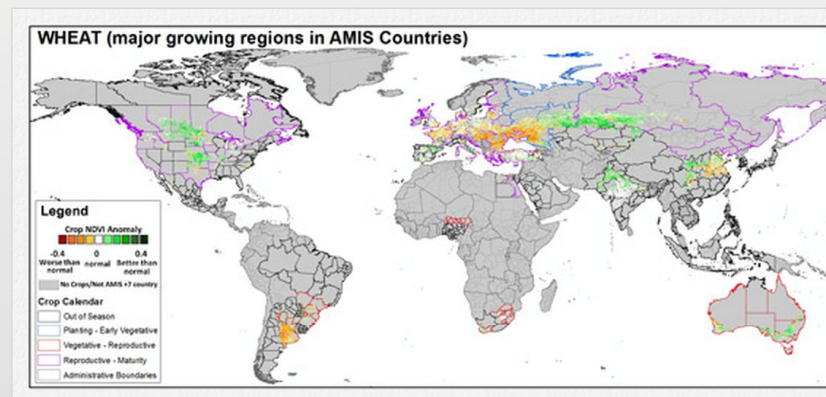 WHEAT (major growing regions in AMIS Countries)
Legend
Crop NDVI Anomaly
-0.4 0 0.4
Worse than normal Better than
normal normal
No Crops/Not AMIS +7 country
Crop Calendar
Out of Season
Planting - Early Vegetative
Vegetative - Reproductive
Reproductive - Maturity
Administrative Boundaries